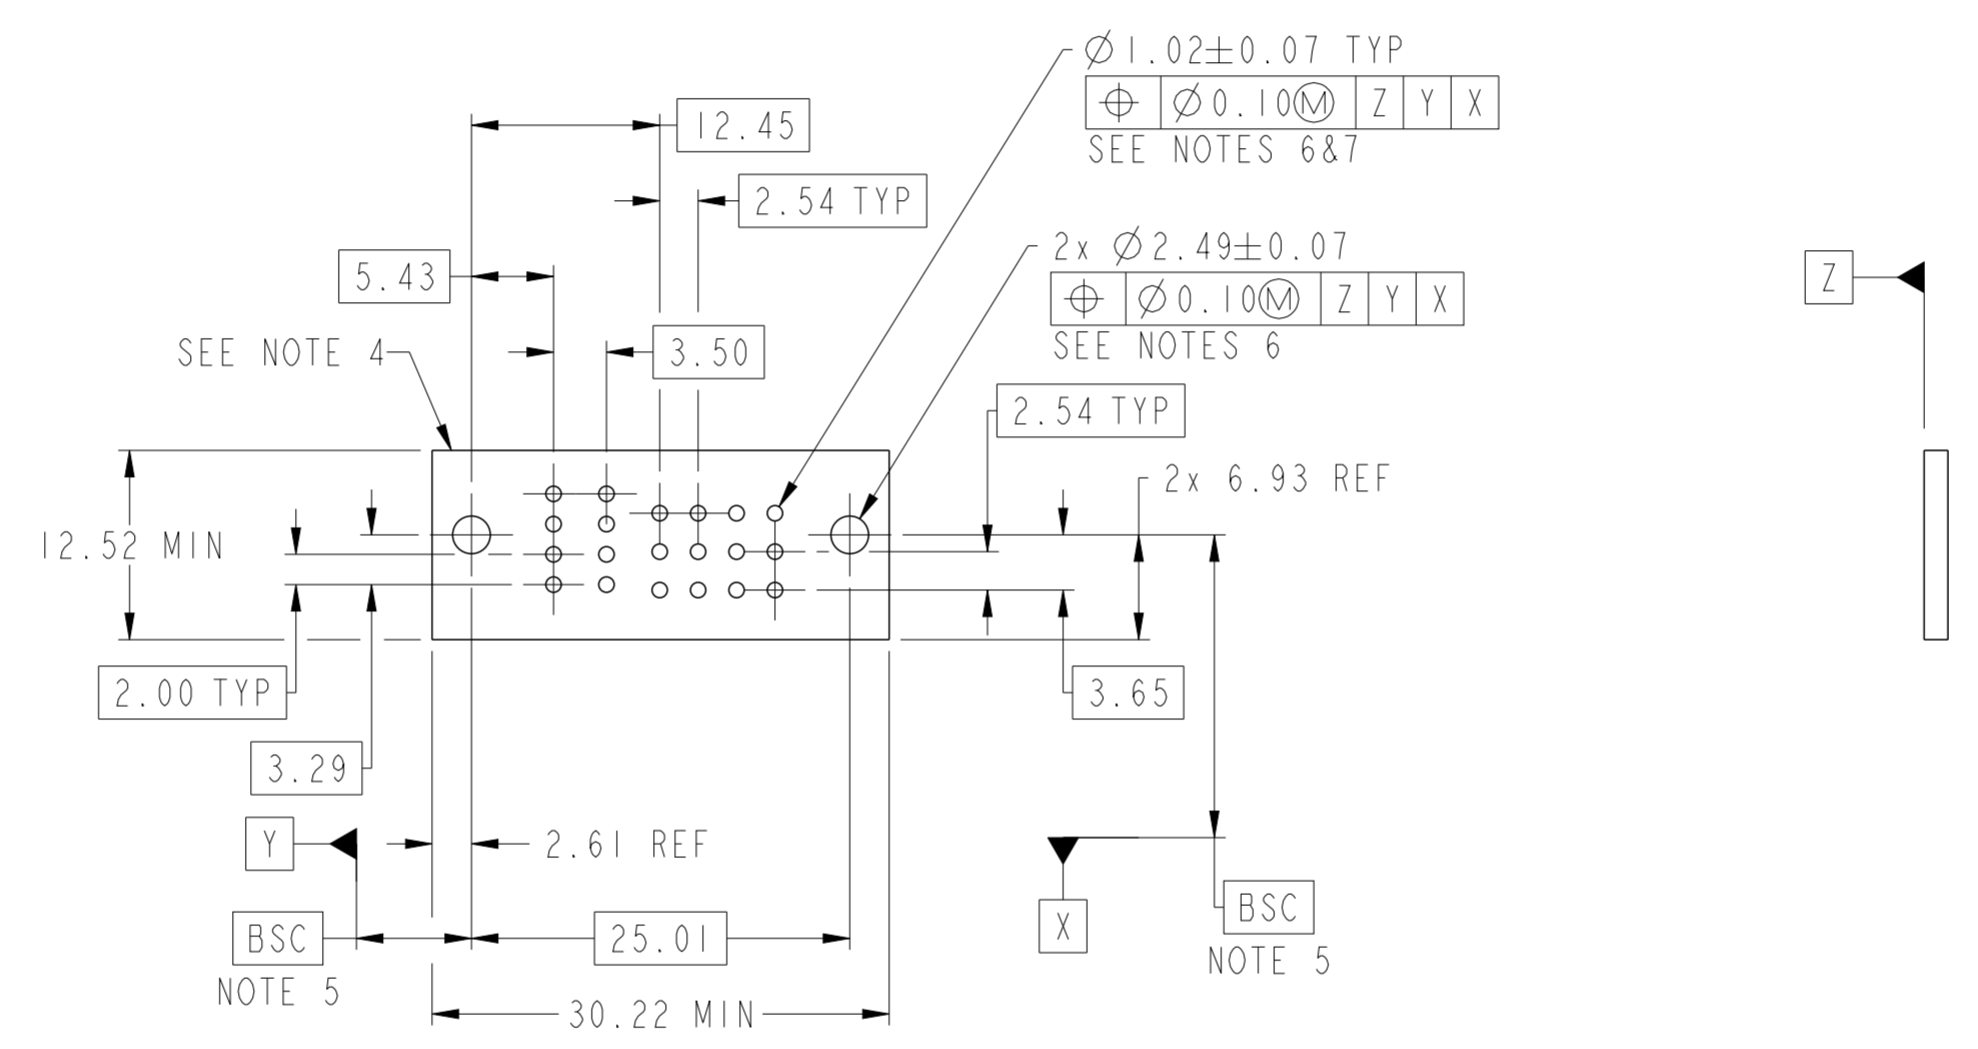 Ø1.02±0.07 TYP
⌖ Ø0.10Ⓜ Z Y X
SEE NOTES 6&7
12.45
2.54 TYP
2x Ø2.49±0.07
⌖ Ø0.10Ⓜ Z Y X
SEE NOTES 6
5.43
Z
SEE NOTE 4
3.50
2.54 TYP
2x 6.93 REF
12.52 MIN
2.00 TYP
3.65
3.29
Y
2.61 REF
BSC
NOTE 5
25.01
X
BSC
NOTE 5
30.22 MIN